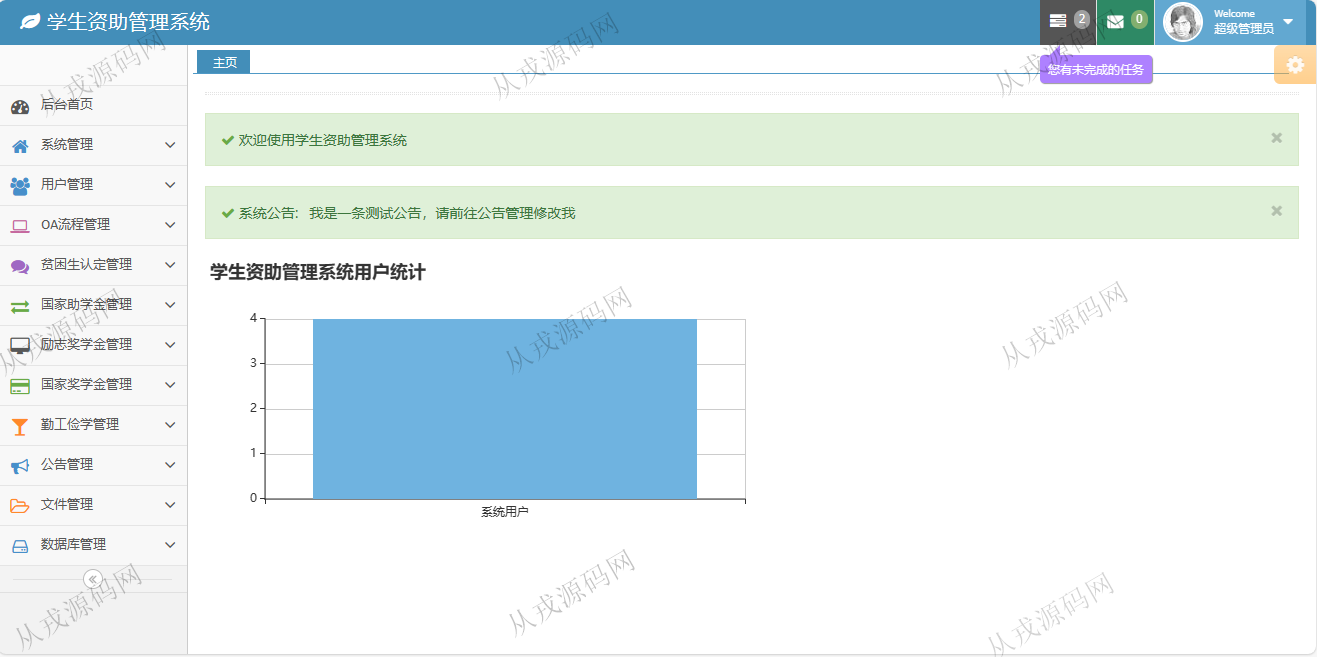 学生资助管理系统
2
0
Welcome
超级管理员
主页
您有未完成的任务
后台首页
系统管理
用户管理
OA流程管理
贫困生认定管理
国家助学金管理
励志奖学金管理
国家奖学金管理
勤工俭学管理
公告管理
文件管理
数据库管理
欢迎使用学生资助管理系统
系统公告：我是一条测试公告，请前往公告管理修改我
学生资助管理系统用户统计
4
3
2
1
0
系统用户
从戎源码网
从戎源码网
从戎源码网
从戎源码网
从戎源码网
从戎源码网
从戎源码网
从戎源码网
从戎源码网